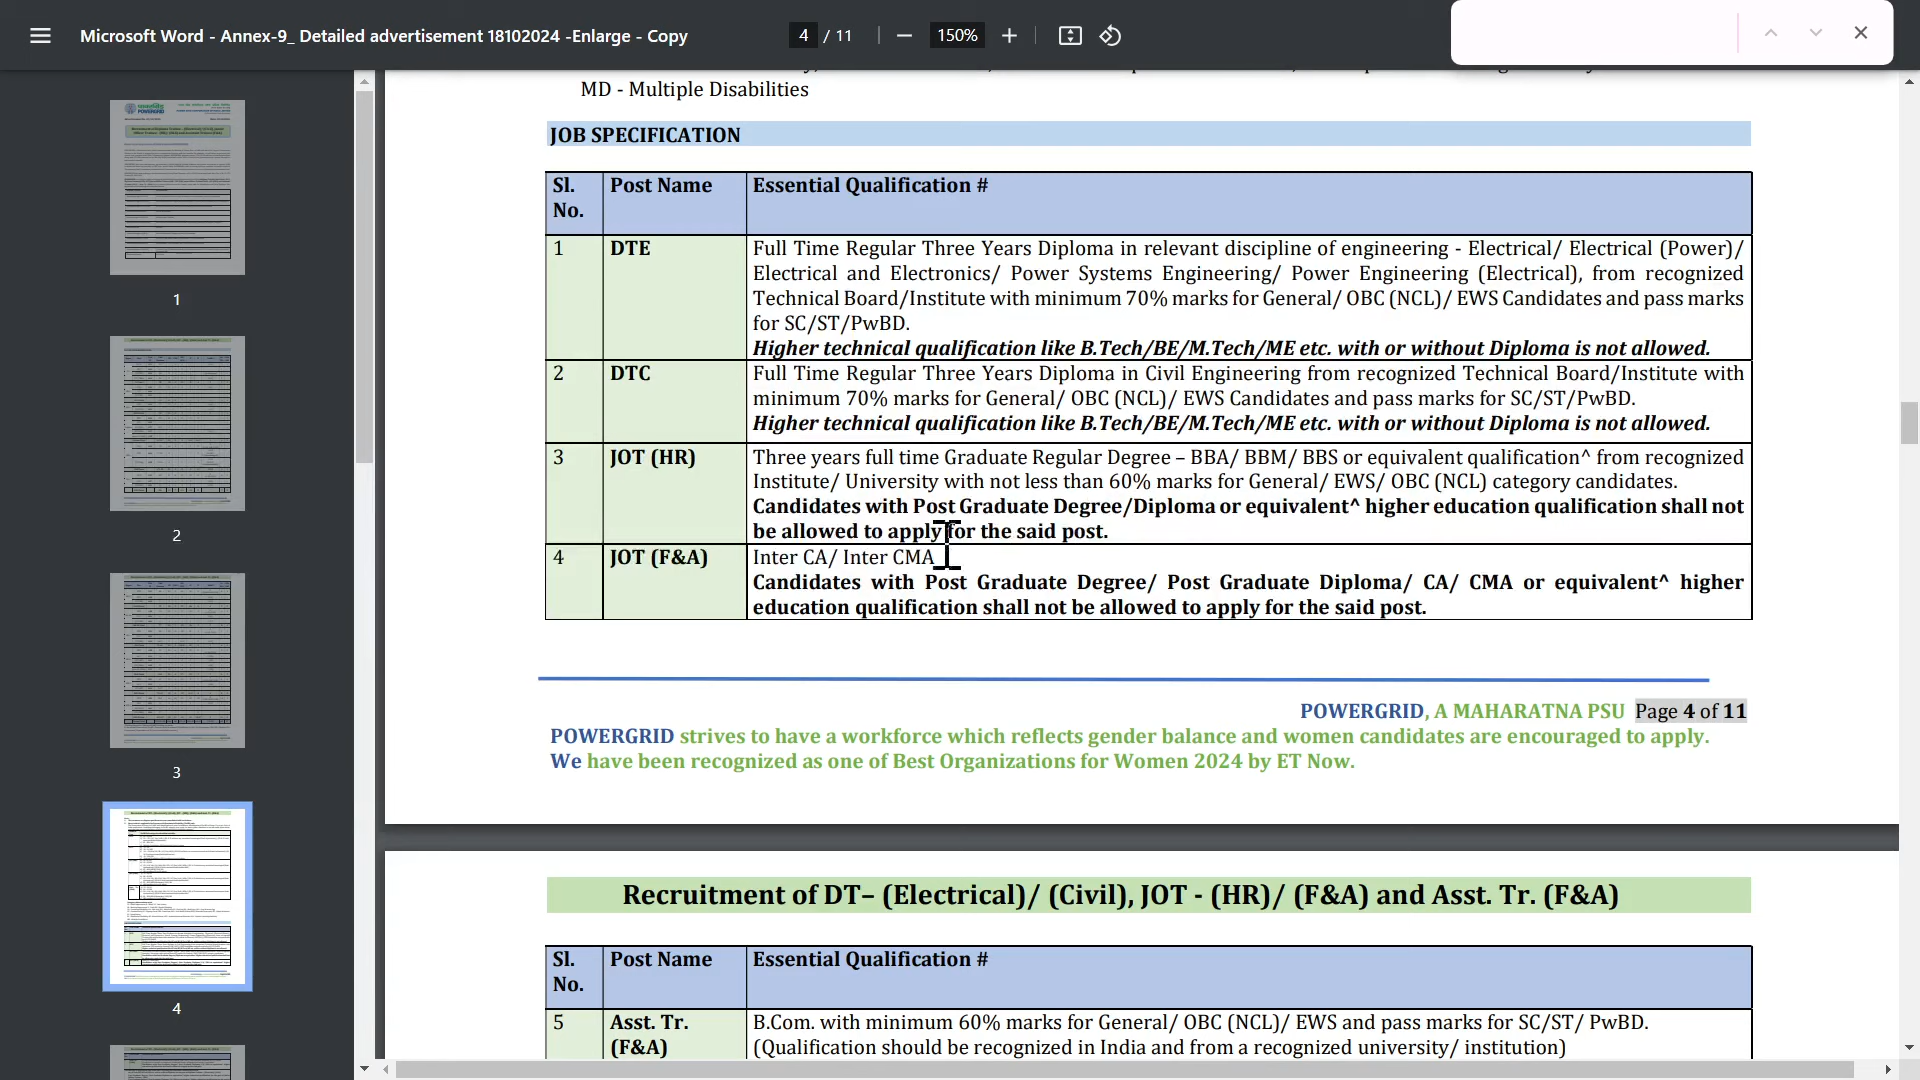 Microsoft Word - Annex-9_ Detailed advertisement 18102024 -Enlarge - Copy
4 / 11
150%
MD - Multiple Disabilities
JOB SPECIFICATION
Sl. No. Post Name Essential Qualification #
1 DTE Full Time Regular Three Years Diploma in relevant discipline of engineering - Electrical/ Electrical (Power)/
Electrical and Electronics/ Power Systems Engineering/ Power Engineering (Electrical), from recognized
Technical Board/Institute with minimum 70% marks for General/ OBC (NCL)/ EWS Candidates and pass marks
for SC/ST/PwBD.
Higher technical qualification like B.Tech/BE/M.Tech/ME etc. with or without Diploma is not allowed.
2 DTC Full Time Regular Three Years Diploma in Civil Engineering from recognized Technical Board/Institute with
minimum 70% marks for General/ OBC (NCL)/ EWS Candidates and pass marks for SC/ST/PwBD.
Higher technical qualification like B.Tech/BE/M.Tech/ME etc. with or without Diploma is not allowed.
3 JOT (HR) Three years full time Graduate Regular Degree – BBA/ BBM/ BBS or equivalent qualification^ from recognized
Institute/ University with not less than 60% marks for General/ EWS/ OBC (NCL) category candidates.
Candidates with Post Graduate Degree/Diploma or equivalent^ higher education qualification shall not
be allowed to apply for the said post.
4 JOT (F&A) Inter CA/ Inter CMA
Candidates with Post Graduate Degree/ Post Graduate Diploma/ CA/ CMA or equivalent^ higher
education qualification shall not be allowed to apply for the said post.
POWERGRID, A MAHARATNA PSU Page 4 of 11
POWERGRID strives to have a workforce which reflects gender balance and women candidates are encouraged to apply.
We have been recognized as one of Best Organizations for Women 2024 by ET Now.
Recruitment of DT– (Electrical)/ (Civil), JOT - (HR)/ (F&A) and Asst. Tr. (F&A)
Sl. No. Post Name Essential Qualification #
5 Asst. Tr. (F&A) B.Com. with minimum 60% marks for General/ OBC (NCL)/ EWS and pass marks for SC/ST/ PwBD.
(Qualification should be recognized in India and from a recognized university/ institution)
1
2
3
4